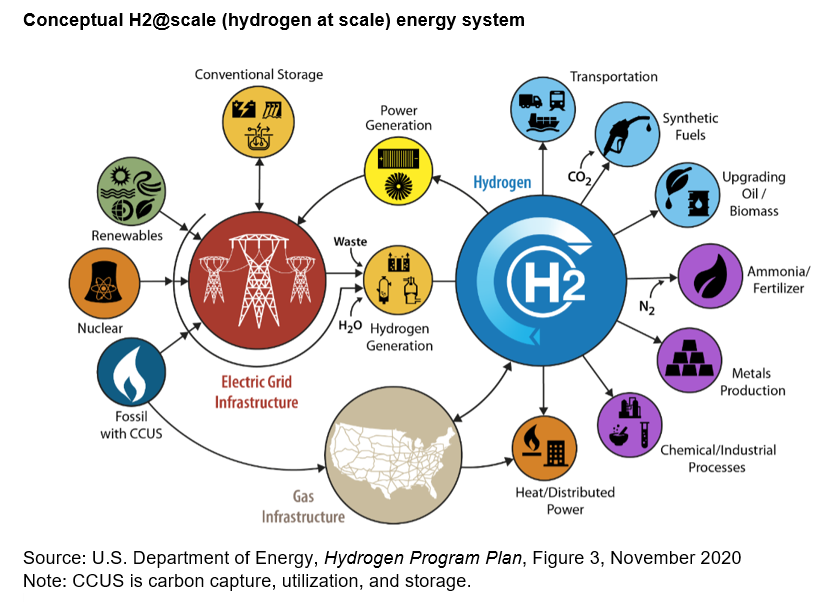 Conceptual H2@scale (hydrogen at scale) energy system
Conventional Storage
Transportation
Power
Generation
Synthetic
Fuels
Hydrogen
CO2
Upgrading
Oil /
Biomass
Renewables
Waste
H2
Ammonia/
Fertilizer
N2
Nuclear
H2O
Hydrogen
Generation
Electric Grid
Infrastructure
Metals
Production
Fossil
with CCUS
Chemical/Industrial
Processes
Gas
Infrastructure
Heat/Distributed
Power
Source: U.S. Department of Energy, Hydrogen Program Plan, Figure 3, November 2020
Note: CCUS is carbon capture, utilization, and storage.